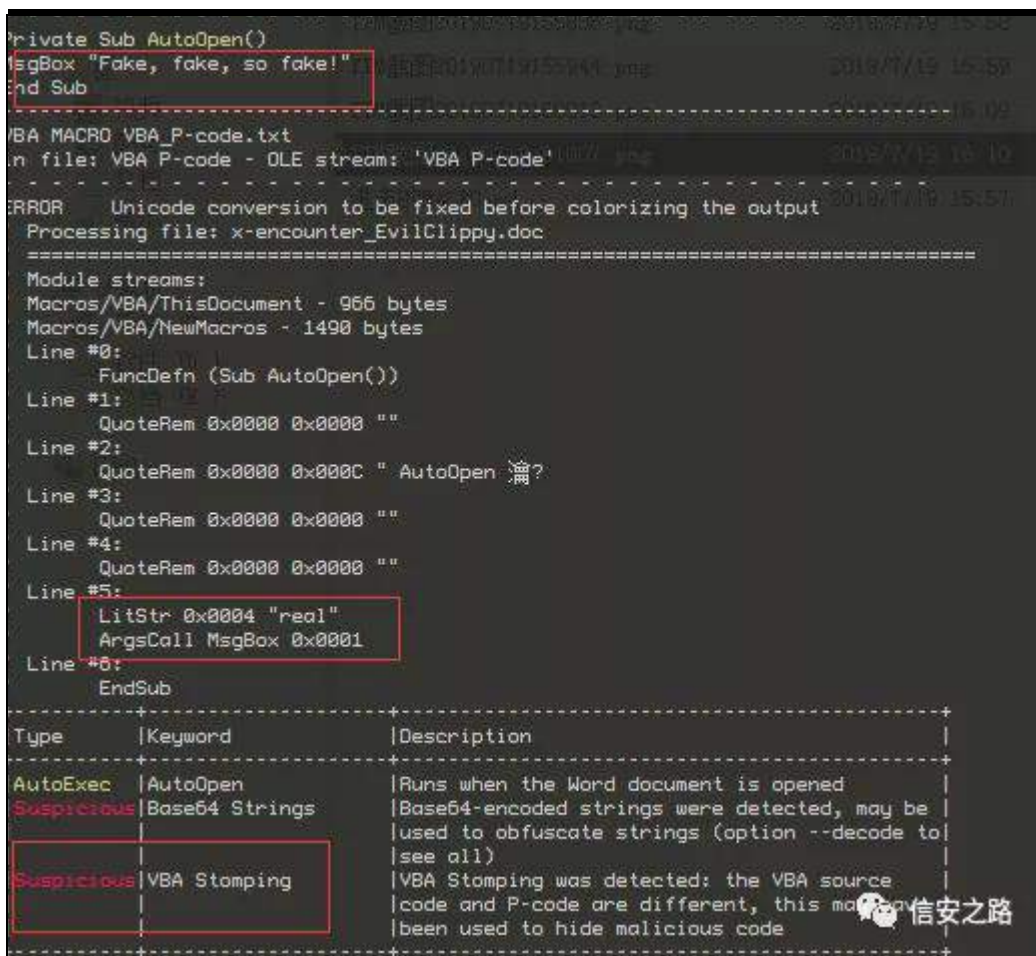 Private Sub AutoOpen()
MsgBox "Fake, fake, so fake!"
End Sub
VBA MACRO VBA_P-code.txt
in file: VBA P-code - OLE stream: 'VBA P-code'
ERROR Unicode conversion to be fixed before colorizing the output
Processing file: x-encounter_EvilClippy.doc
===============================================================================
Module streams:
Macros/VBA/ThisDocument - 966 bytes
Macros/VBA/NewMacros - 1490 bytes
Line #0:
FuncDefn (Sub AutoOpen())
Line #1:
QuoteRem 0x0000 0x0000 ""
Line #2:
QuoteRem 0x0000 0x000C " AutoOpen ?
Line #3:
QuoteRem 0x0000 0x0000 ""
Line #4:
QuoteRem 0x0000 0x0000 ""
Line #5:
LitStr 0x0004 "real"
ArgsCall MsgBox 0x0001
Line #6:
EndSub
Type |Keyword |Description |
AutoExec |AutoOpen |Runs when the Word document is opened |
Suspicious|Base64 Strings |Base64-encoded strings were detected, may be |
|used to obfuscate strings (option --decode to|
|see all) |
Suspicious|VBA Stomping |VBA Stomping was detected: the VBA source |
|code and P-code are different, this may have
|been used to hide malicious code |
信安之路